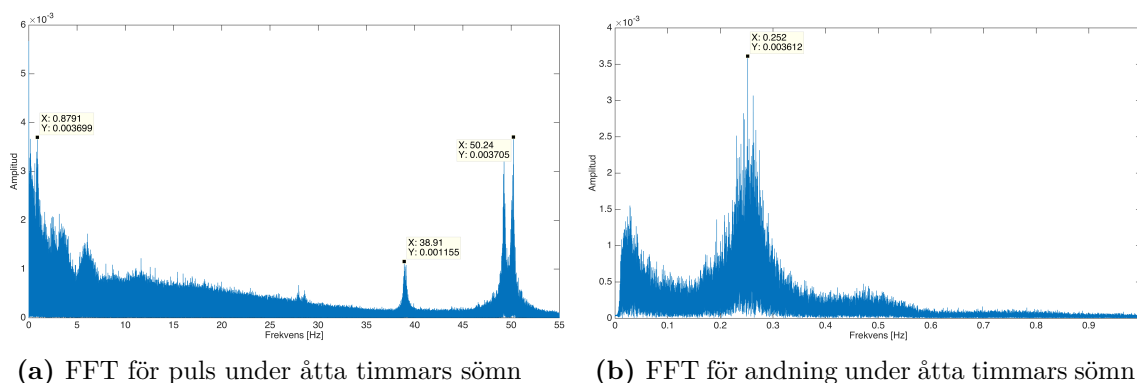 ×10⁻³
6
5
4
3
2
1
0
Amplitud
X: 0.8791
Y: 0.003699
X: 38.91
Y: 0.001155
X: 50.24
Y: 0.003705
0 5 10 15 20 25 30 35 40 45 50 55
Frekvens [Hz]
(a) FFT för puls under åtta timmars sömn
×10⁻³
4
3.5
3
2.5
2
1.5
1
0.5
0
Amplitud
X: 0.252
Y: 0.003612
0 0.1 0.2 0.3 0.4 0.5 0.6 0.7 0.8 0.9
Frekvens [Hz]
(b) FFT för andning under åtta timmars sömn